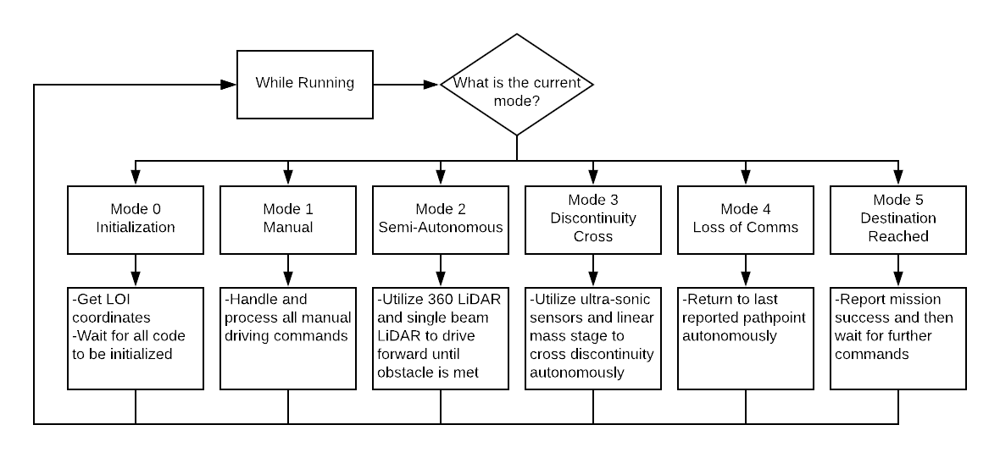 While Running
What is the current
mode?
Mode 0
Initialization
Mode 1
Manual
Mode 2
Semi-Autonomous
Mode 3
Discontinuity
Cross
Mode 4
Loss of Comms
Mode 5
Destination
Reached
-Get LOI
coordinates
-Wait for all code
to be initialized
-Handle and
process all manual
driving commands
-Utilize 360 LiDAR
and single beam
LiDAR to drive
forward until
obstacle is met
-Utilize ultra-sonic
sensors and linear
mass stage to
cross discontinuity
autonomously
-Return to last
reported pathpoint
autonomously
-Report mission
success and then
wait for further
commands